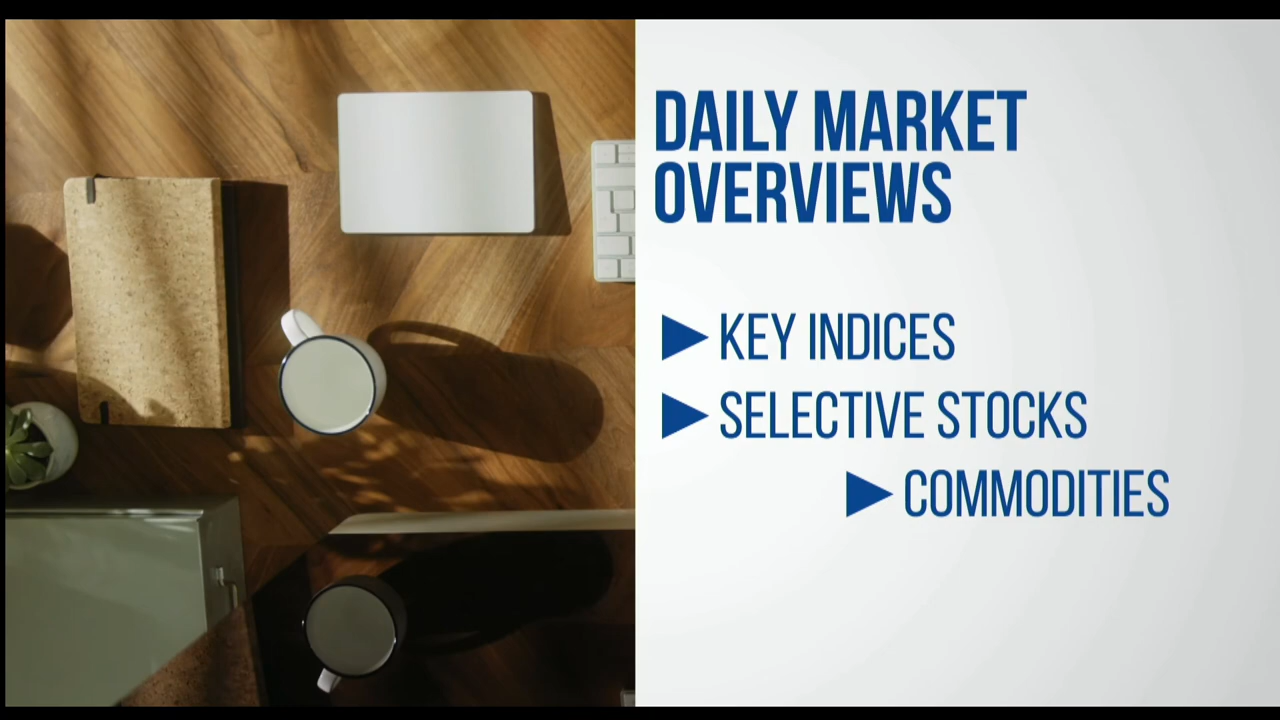 DAILY MARKET
OVERVIEWS
KEY INDICES
SELECTIVE STOCKS
COMMODITIES